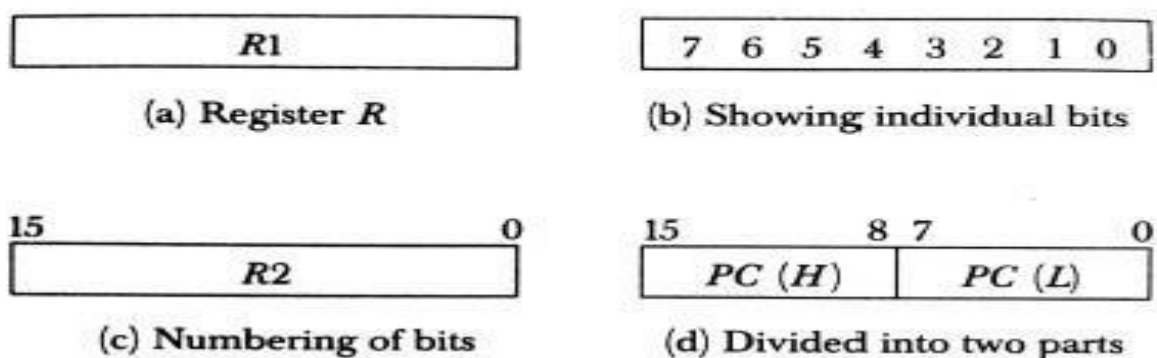 R1
(a) Register R
7 6 5 4 3 2 1 0
(b) Showing individual bits
15 0
R2
(c) Numbering of bits
15 8 7 0
PC (H) PC (L)
(d) Divided into two parts